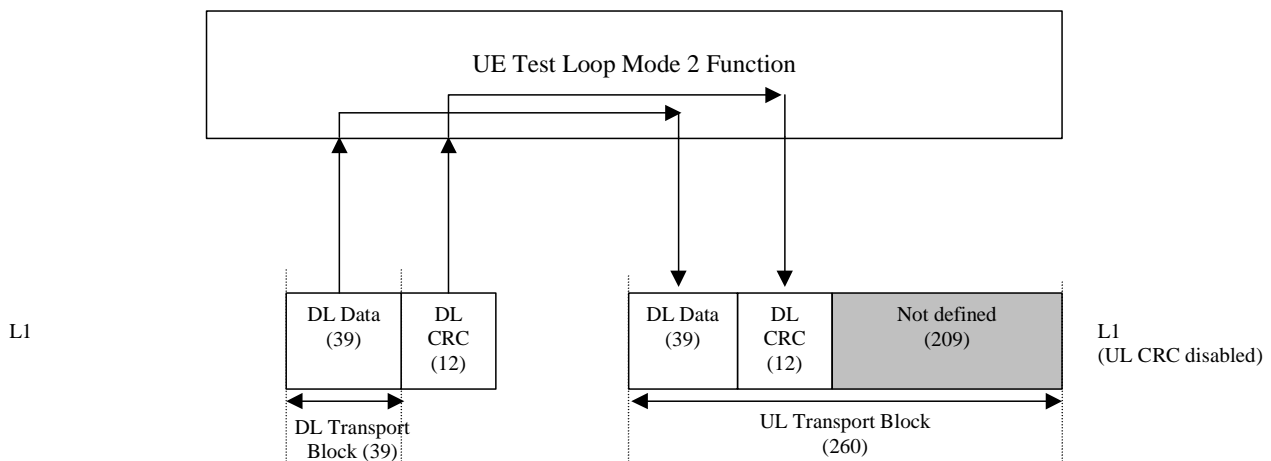 UE Test Loop Mode 2 Function
L1
DL Data
(39)
DL
CRC
(12)
DL Transport
Block (39)
DL Data
(39)
DL
CRC
(12)
Not defined
(209)
UL Transport Block
(260)
L1
(UL CRC disabled)